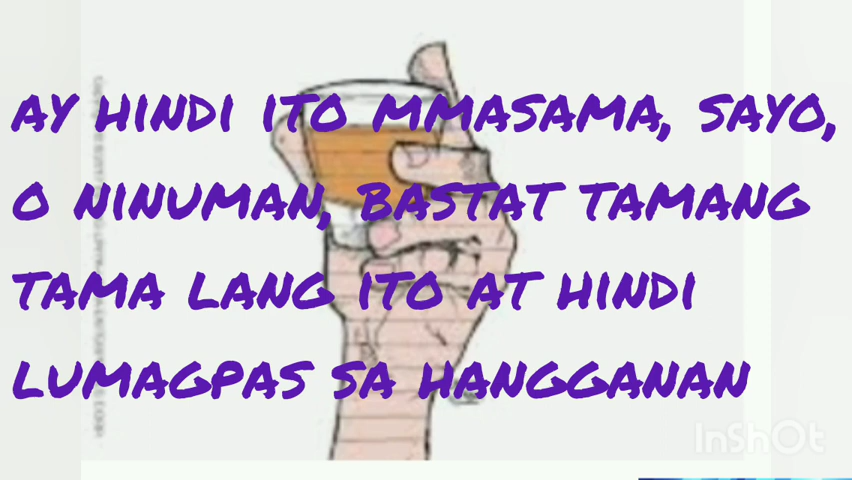 AY HINDI ITO MMASAMA, SAYO,
O NINUMAN, BASTAT TAMANG
TAMA LANG ITO AT HINDI
LUMAGPAS SA HANGGANAN
InShOt